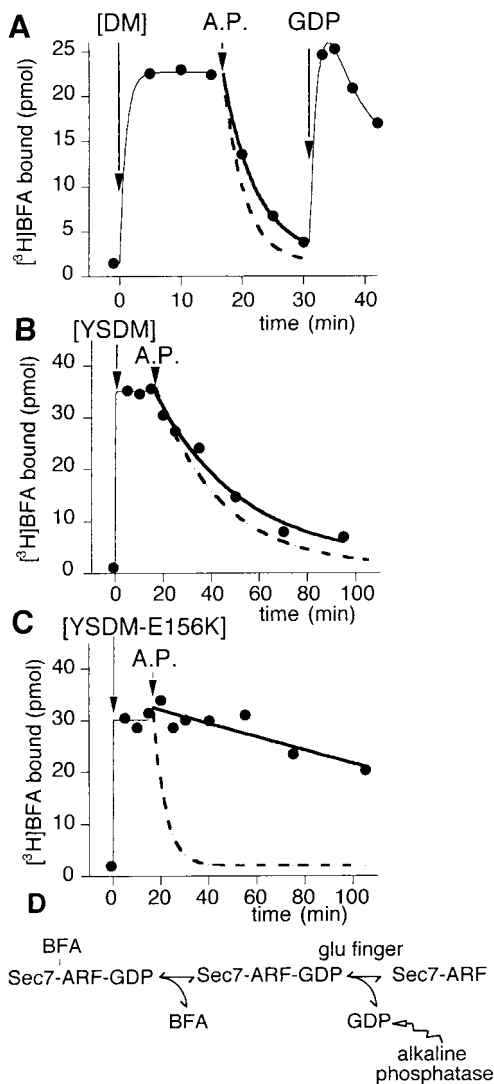 A
[DM]
A.P.
GDP
[³H]BFA bound (pmol)
25
20
15
10
5
0
0 10 20 30 40
time (min)
B
[YSDM]
A.P.
[³H]BFA bound (pmol)
40
30
20
10
0
0 20 40 60 80 100
time (min)
C
[YSDM-E156K]
A.P.
[³H]BFA bound (pmol)
40
30
20
10
0
0 20 40 60 80 100
time (min)
D
BFA
glu finger
Sec7-ARF-GDP Sec7-ARF-GDP Sec7-ARF
BFA
GDP
alkaline
phosphatase